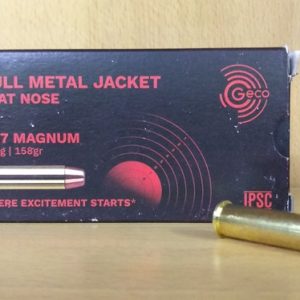 ULL METAL JACKET
AT NOSE
Geco
7 MAGNUM
g | 158gr
ERE EXCITEMENT STARTS*
IPSC